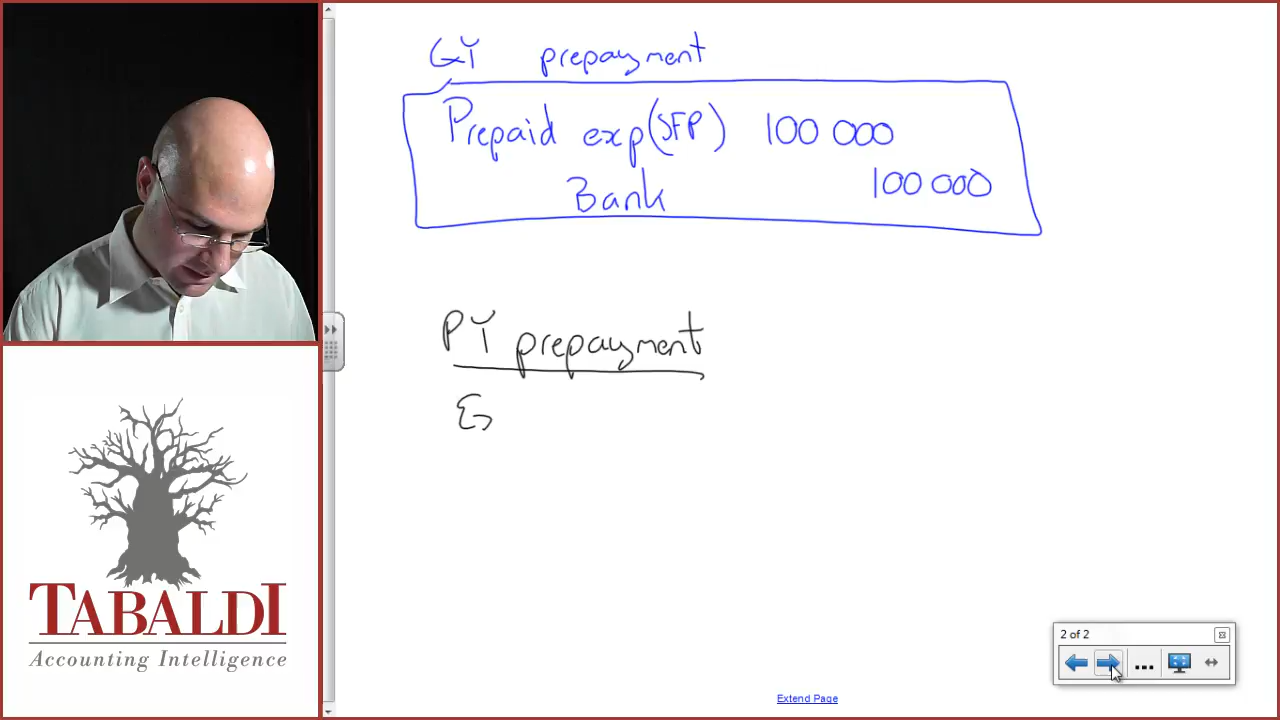 CY prepayment
Prepaid exp (SFP) 100 000
Bank 100 000
PY prepayment
E
TABALDI
Accounting Intelligence
2 of 2
...
Extend Page